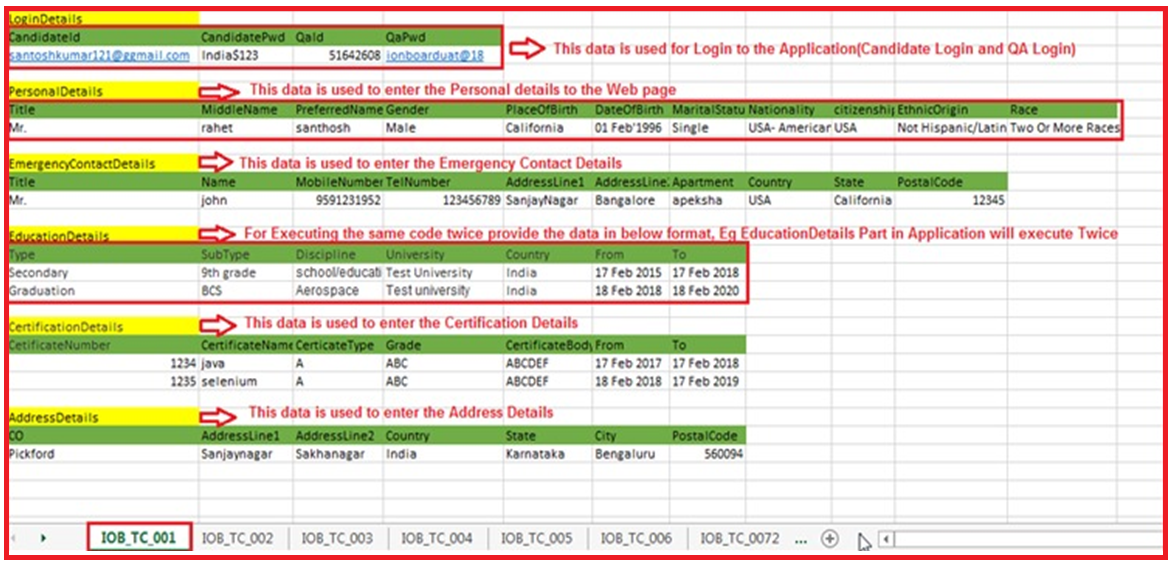 LoginDetails
CandidateId CandidatePwd QaId QaPwd
santoshkumar121@ggmail.com India$123 51642608 ionboarduat@18
This data is used for Login to the Application(Candidate Login and QA Login)
PersonalDetails This data is used to enter the Personal details to the Web page
Title MiddleName PreferredName Gender PlaceOfBirth DateOfBirth MaritalStatu Nationality citizenship EthnicOrigin Race
Mr. rahet santhosh Male California 01 Feb'1996 Single USA- American USA Not Hispanic/Latin Two Or More Races
EmergencyContactDetails This data is used to enter the Emergency Contact Details
Title Name MobileNumber TelNumber AddressLine1 AddressLine2 Apartment Country State PostalCode
Mr. john 9591231952 123456789 SanjayNagar Bangalore apeksha USA California 12345
EducationDetails For Executing the same code twice provide the data in below format, Eg EducationDetails Part in Application will execute Twice
Type SubType Discipline University Country From To
Secondary 9th grade school/educati Test University India 17 Feb 2015 17 Feb 2018
Graduation BCS Aerospace Test university India 18 Feb 2018 18 Feb 2020
CertificationDetails This data is used to enter the Certification Details
CetificateNumber CertificateName CerticateType Grade CertificateBody From To
1234 java A ABC ABCDEF 17 Feb 2017 17 Feb 2018
1235 selenium A ABC ABCDEF 18 Feb 2018 17 Feb 2019
AddressDetails This data is used to enter the Address Details
CO AddressLine1 AddressLine2 Country State City PostalCode
Pickford Sanjaynagar Sakhanagar India Karnataka Bengaluru 560094
IOB_TC_001 IOB_TC_002 IOB_TC_003 IOB_TC_004 IOB_TC_005 IOB_TC_006 IOB_TC_0072 ...